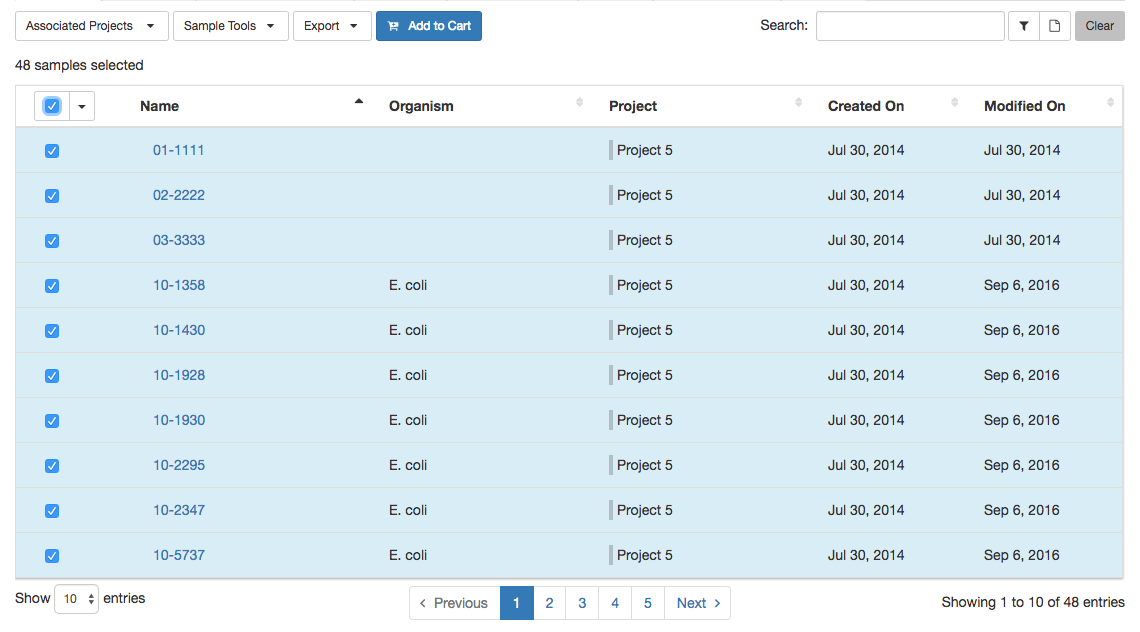 Associated Projects Sample Tools Export Add to Cart Search: Clear
48 samples selected
Name Organism Project Created On Modified On
01-1111 Project 5 Jul 30, 2014 Jul 30, 2014
02-2222 Project 5 Jul 30, 2014 Jul 30, 2014
03-3333 Project 5 Jul 30, 2014 Jul 30, 2014
10-1358 E. coli Project 5 Jul 30, 2014 Sep 6, 2016
10-1430 E. coli Project 5 Jul 30, 2014 Sep 6, 2016
10-1928 E. coli Project 5 Jul 30, 2014 Sep 6, 2016
10-1930 E. coli Project 5 Jul 30, 2014 Sep 6, 2016
10-2295 E. coli Project 5 Jul 30, 2014 Sep 6, 2016
10-2347 E. coli Project 5 Jul 30, 2014 Sep 6, 2016
10-5737 E. coli Project 5 Jul 30, 2014 Sep 6, 2016
Show 10 entries ‹ Previous 1 2 3 4 5 Next › Showing 1 to 10 of 48 entries